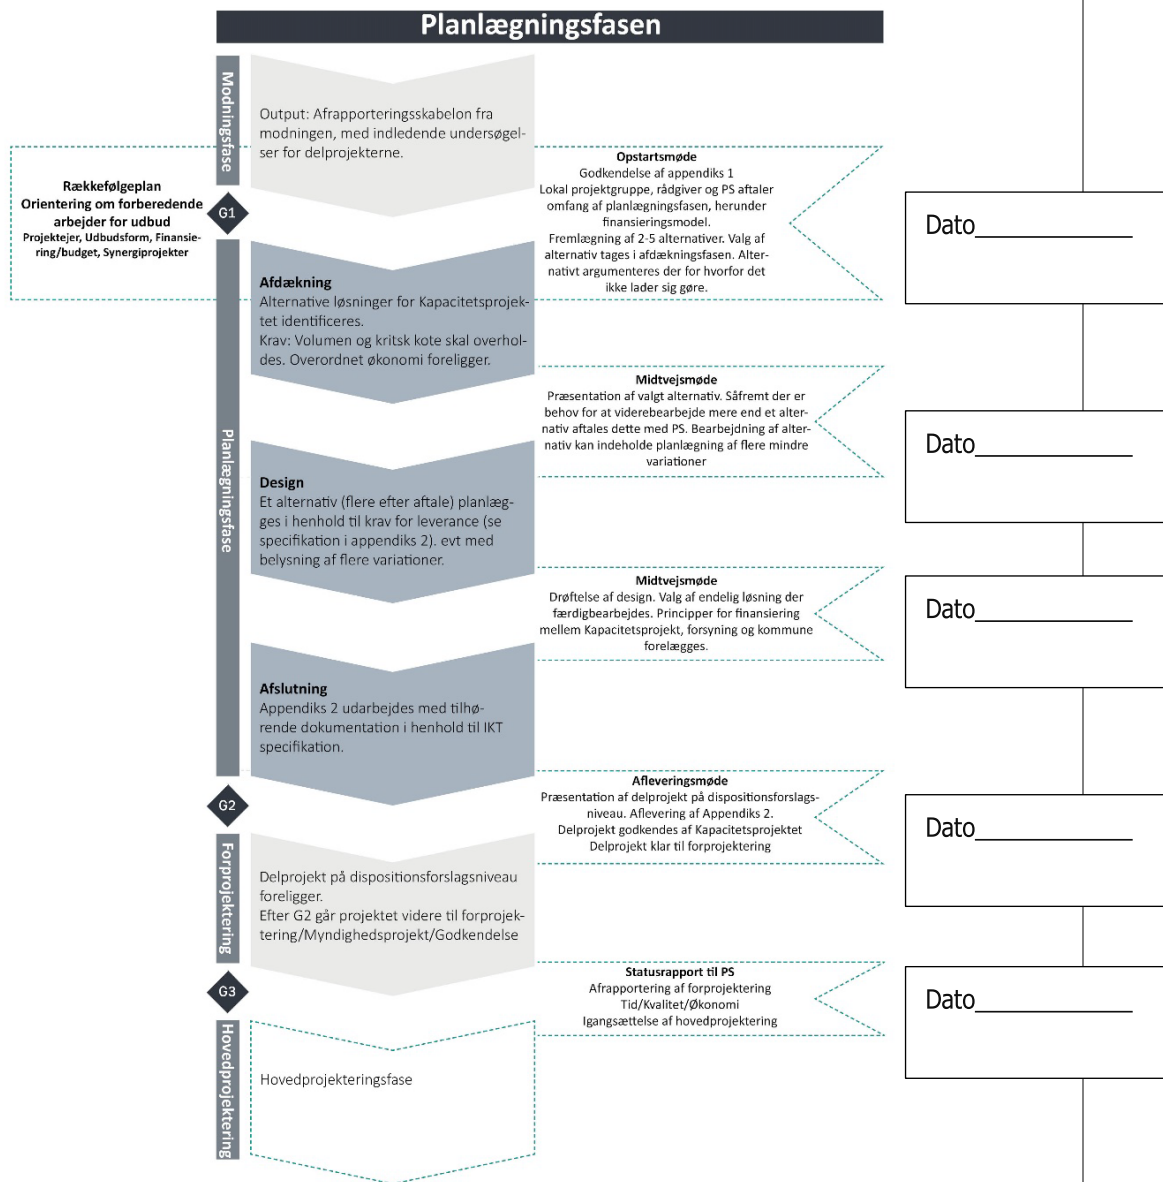 Planlægningsfasen
Modningsfase
Output: Afrapporteringsskabelon fra
modningen, med indledende undersøgel-
ser for delprojekterne.
Rækkefølgeplan
Orientering om forberedende
arbejder for udbud
Projektejer, Udbudsform, Finansie-
ring/budget, Synergiprojekter
G1
Opstartsmøde
Godkendelse af appendiks 1
Lokal projektgruppe, rådgiver og PS aftaler
omfang af planlægningsfasen, herunder
finansieringsmodel.
Fremlægning af 2-5 alternativer. Valg af
alternativ tages i afdækningsfasen. Alter-
nativt argumenteres der for hvorfor det
ikke lader sig gøre.
Dato______________
Planlægningsfase
Afdækning
Alternative løsninger for Kapacitetsprojek-
tet identificeres.
Krav: Volumen og kritsk kote skal overhol-
des. Overordnet økonomi foreligger.
Midtvejsmøde
Præsentation af valgt alternativ. Såfremt der er
behov for at viderebearbejde mere end et alter-
nativ aftales dette med PS. Bearbejdning af alter-
nativ kan indeholde planlægning af flere mindre
variationer
Dato______________
Design
Et alternativ (flere efter aftale) planlæg-
ges i henhold til krav for leverance (se
specifikation i appendiks 2). evt med
belysning af flere variationer.
Midtvejsmøde
Drøftelse af design. Valg af endelig løsning der
færdigbearbejdes. Principper for finansiering
mellem Kapacitetsprojekt, forsyning og kommune
forelægges.
Dato______________
Afslutning
Appendiks 2 udarbejdes med tilhø-
rende dokumentation i henhold til IKT
specifikation.
G2
Afleveringsmøde
Præsentation af delprojekt på dispositionsforslags-
niveau. Aflevering af Appendiks 2.
Delprojekt godkendes af Kapacitetsprojektet
Delprojekt klar til forprojektering
Dato______________
Forprojektering
Delprojekt på dispositionsforslagsniveau
foreligger.
Efter G2 går projektet videre til forprojek-
tering/Myndighedsprojekt/Godkendelse
G3
Statusrapport til PS
Afrapportering af forprojektering
Tid/Kvalitet/Økonomi
Igangsættelse af hovedprojektering
Dato______________
Hovedprojektering
Hovedprojekteringsfase